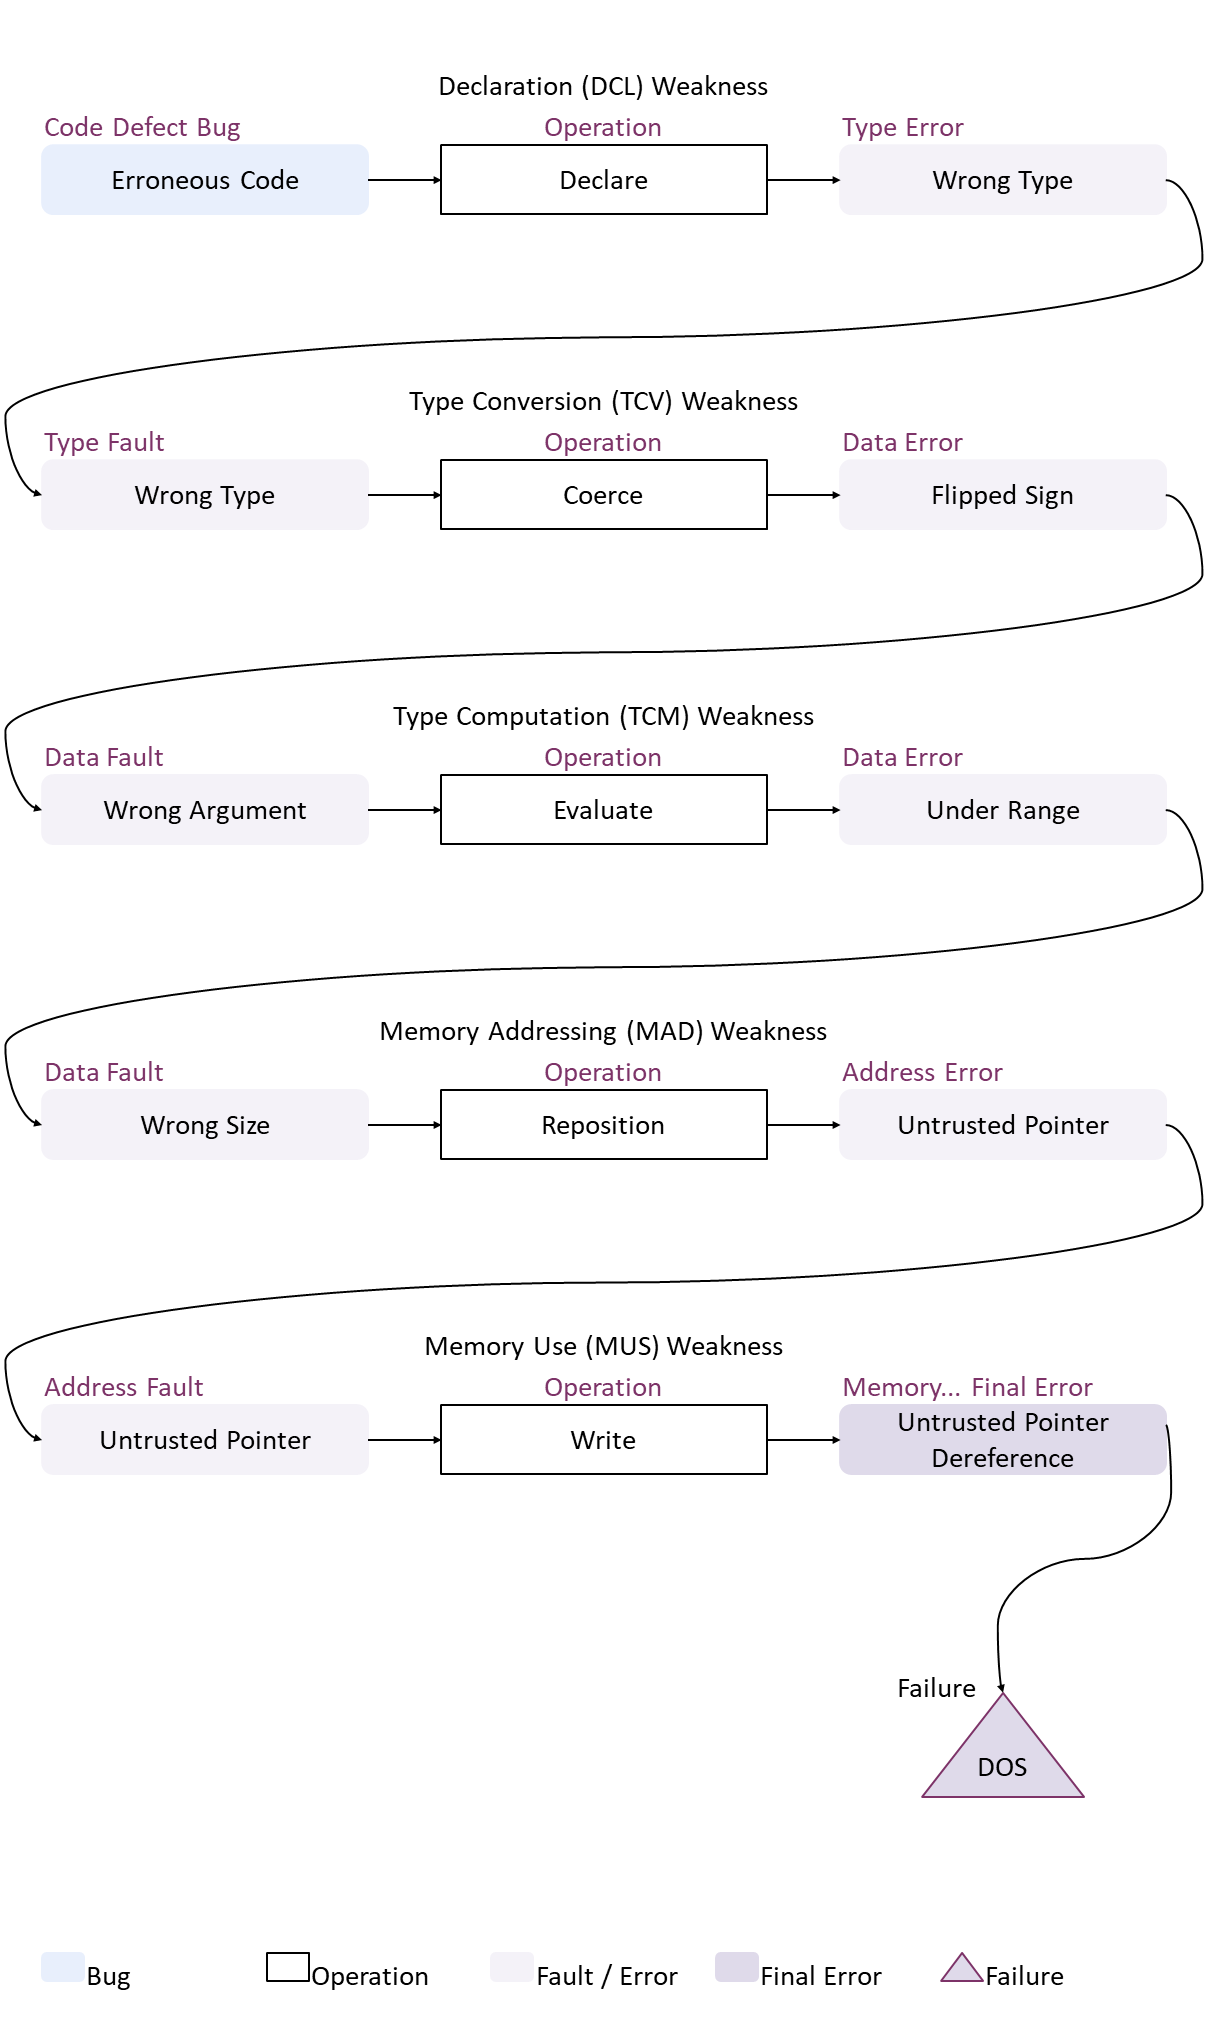 Declaration (DCL) Weakness
Code Defect Bug
Operation
Type Error
Erroneous Code
Declare
Wrong Type
Type Conversion (TCV) Weakness
Type Fault
Operation
Data Error
Wrong Type
Coerce
Flipped Sign
Type Computation (TCM) Weakness
Data Fault
Operation
Data Error
Wrong Argument
Evaluate
Under Range
Memory Addressing (MAD) Weakness
Data Fault
Operation
Address Error
Wrong Size
Reposition
Untrusted Pointer
Memory Use (MUS) Weakness
Address Fault
Operation
Memory... Final Error
Untrusted Pointer
Write
Untrusted Pointer
Dereference
Failure
DOS
Bug
Operation
Fault / Error
Final Error
Failure